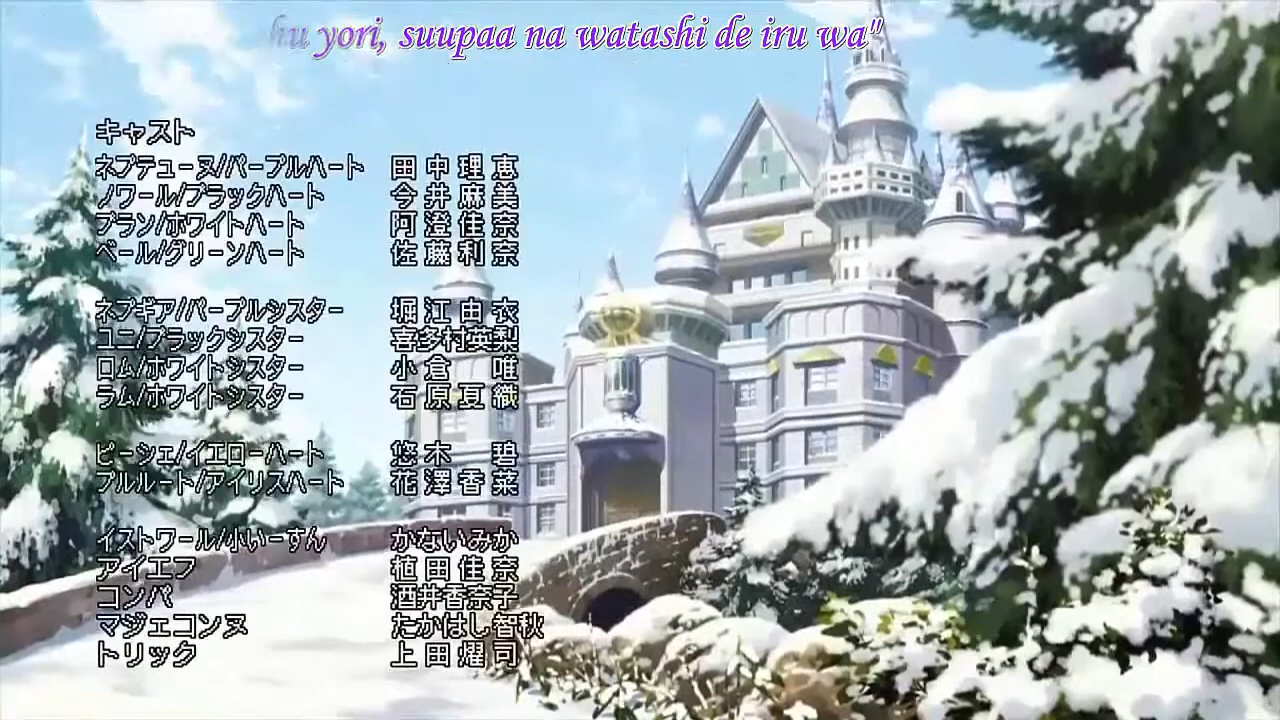 hu yori, suupaa na watashi de iru wa"
キャスト
ネプテューヌ/パープルハート 田中理恵
ノワール/ブラックハート 今井麻美
ブラン/ホワイトハート 阿澄佳奈
ベール/グリーンハート 佐藤利奈
ネプギア/パープルシスター 堀江由衣
ユニ/ブラックシスター 喜多村英梨
ロム/ホワイトシスター 小倉 唯
ラム/ホワイトシスター 石原夏織
ピーシェ/イエローハート 悠木 碧
プルルート/アイリスハート 花澤香菜
イストワール/小いーすん かないみか
アイエフ 植田佳奈
コンパ 酒井香奈子
マジェコンヌ たかはし智秋
トリック 上田燿司